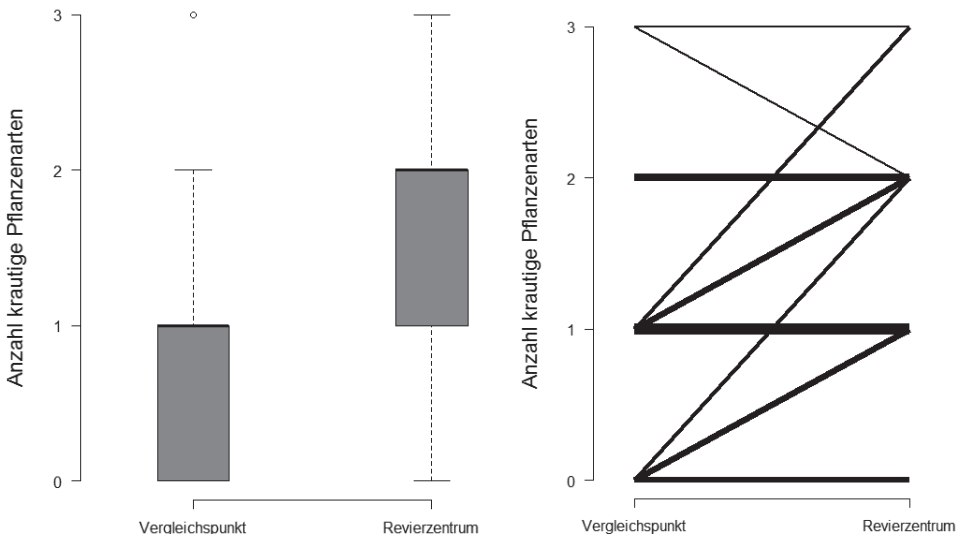 Anzahl krautige Pflanzenarten
3
2
1
0
Vergleichspunkt
Revierzentrum
Anzahl krautige Pflanzenarten
3
2
1
0
Vergleichspunkt
Revierzentrum